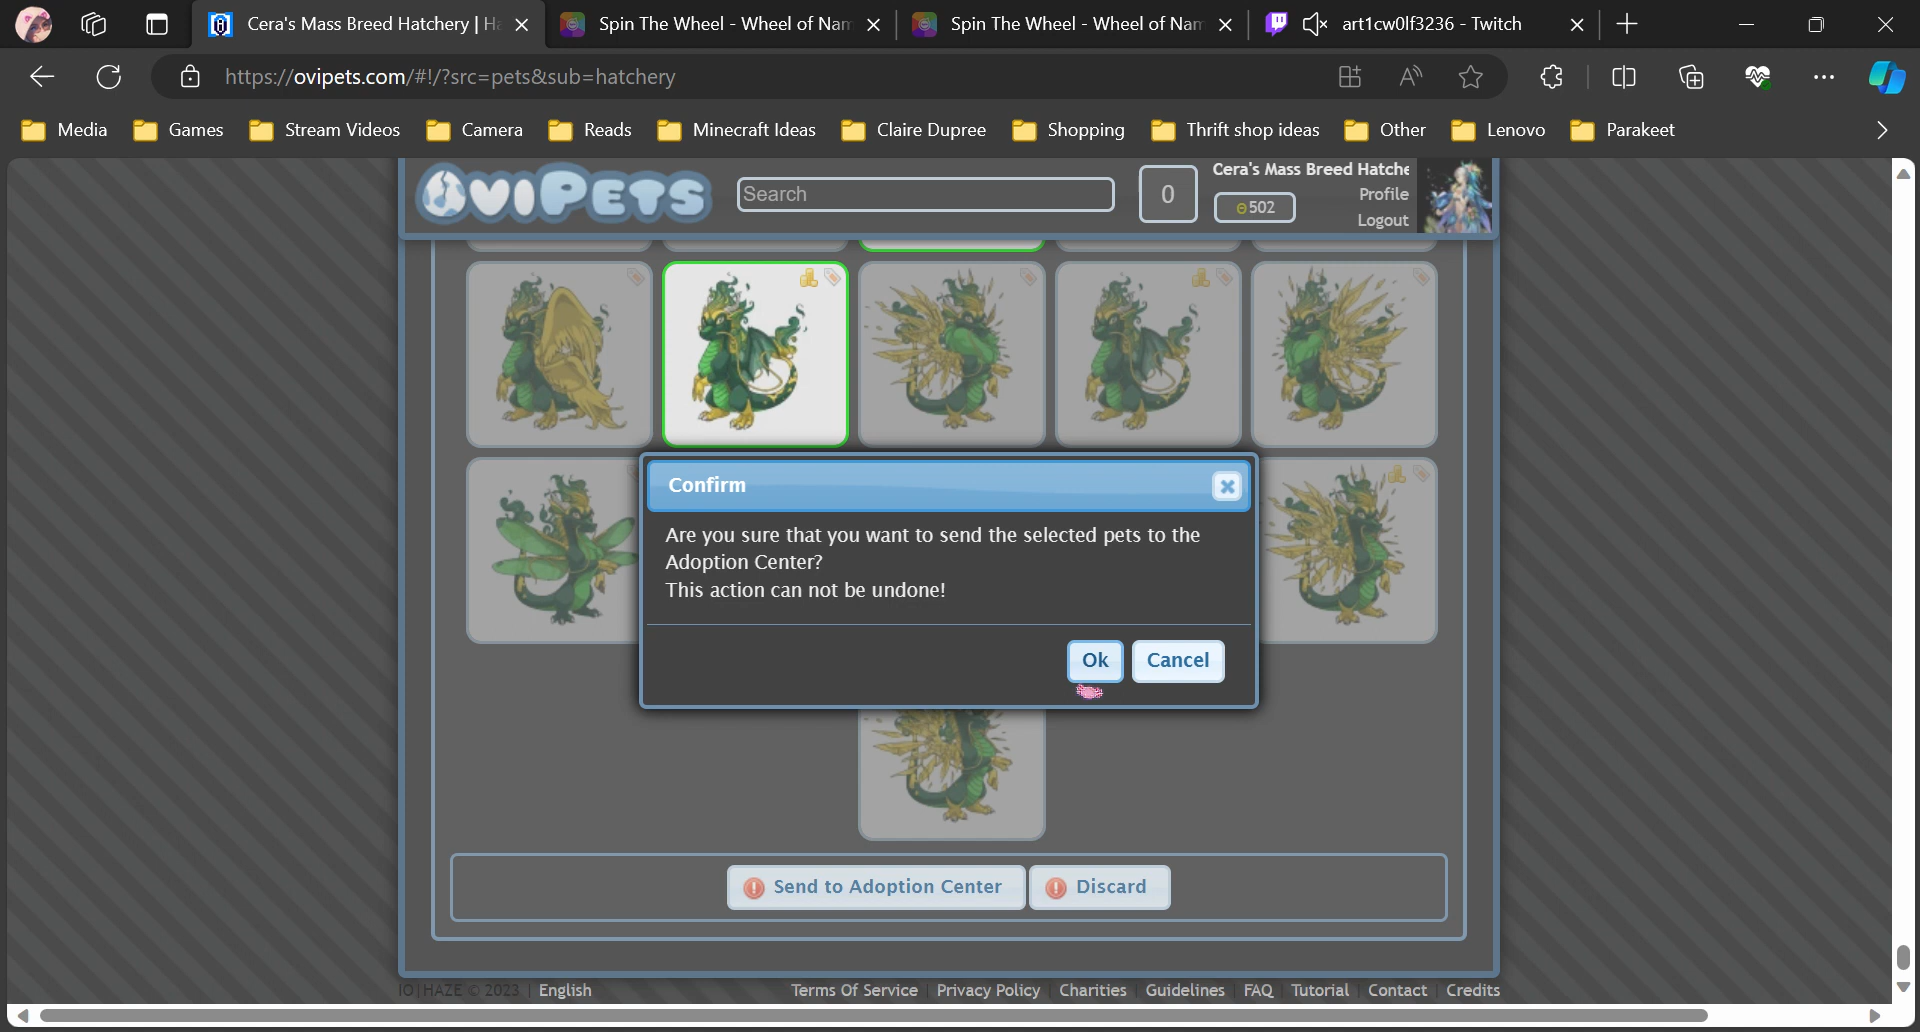 Cera's Mass Breed Hatchery | Ha
Spin The Wheel - Wheel of Nam
Spin The Wheel - Wheel of Nam
art1cw0lf3236 - Twitch
https://ovipets.com/#!/?src=pets&sub=hatchery
Media
Games
Stream Videos
Camera
Reads
Minecraft Ideas
Claire Dupree
Shopping
Thrift shop ideas
Other
Lenovo
Parakeet
OviPets
Search
0
Cera's Mass Breed Hatche
502
Profile
Logout
Confirm
Are you sure that you want to send the selected pets to the
Adoption Center?
This action can not be undone!
Ok
Cancel
Send to Adoption Center
Discard
IO|HAZE © 2023
English
Terms Of Service
Privacy Policy
Charities
Guidelines
FAQ
Tutorial
Contact
Credits